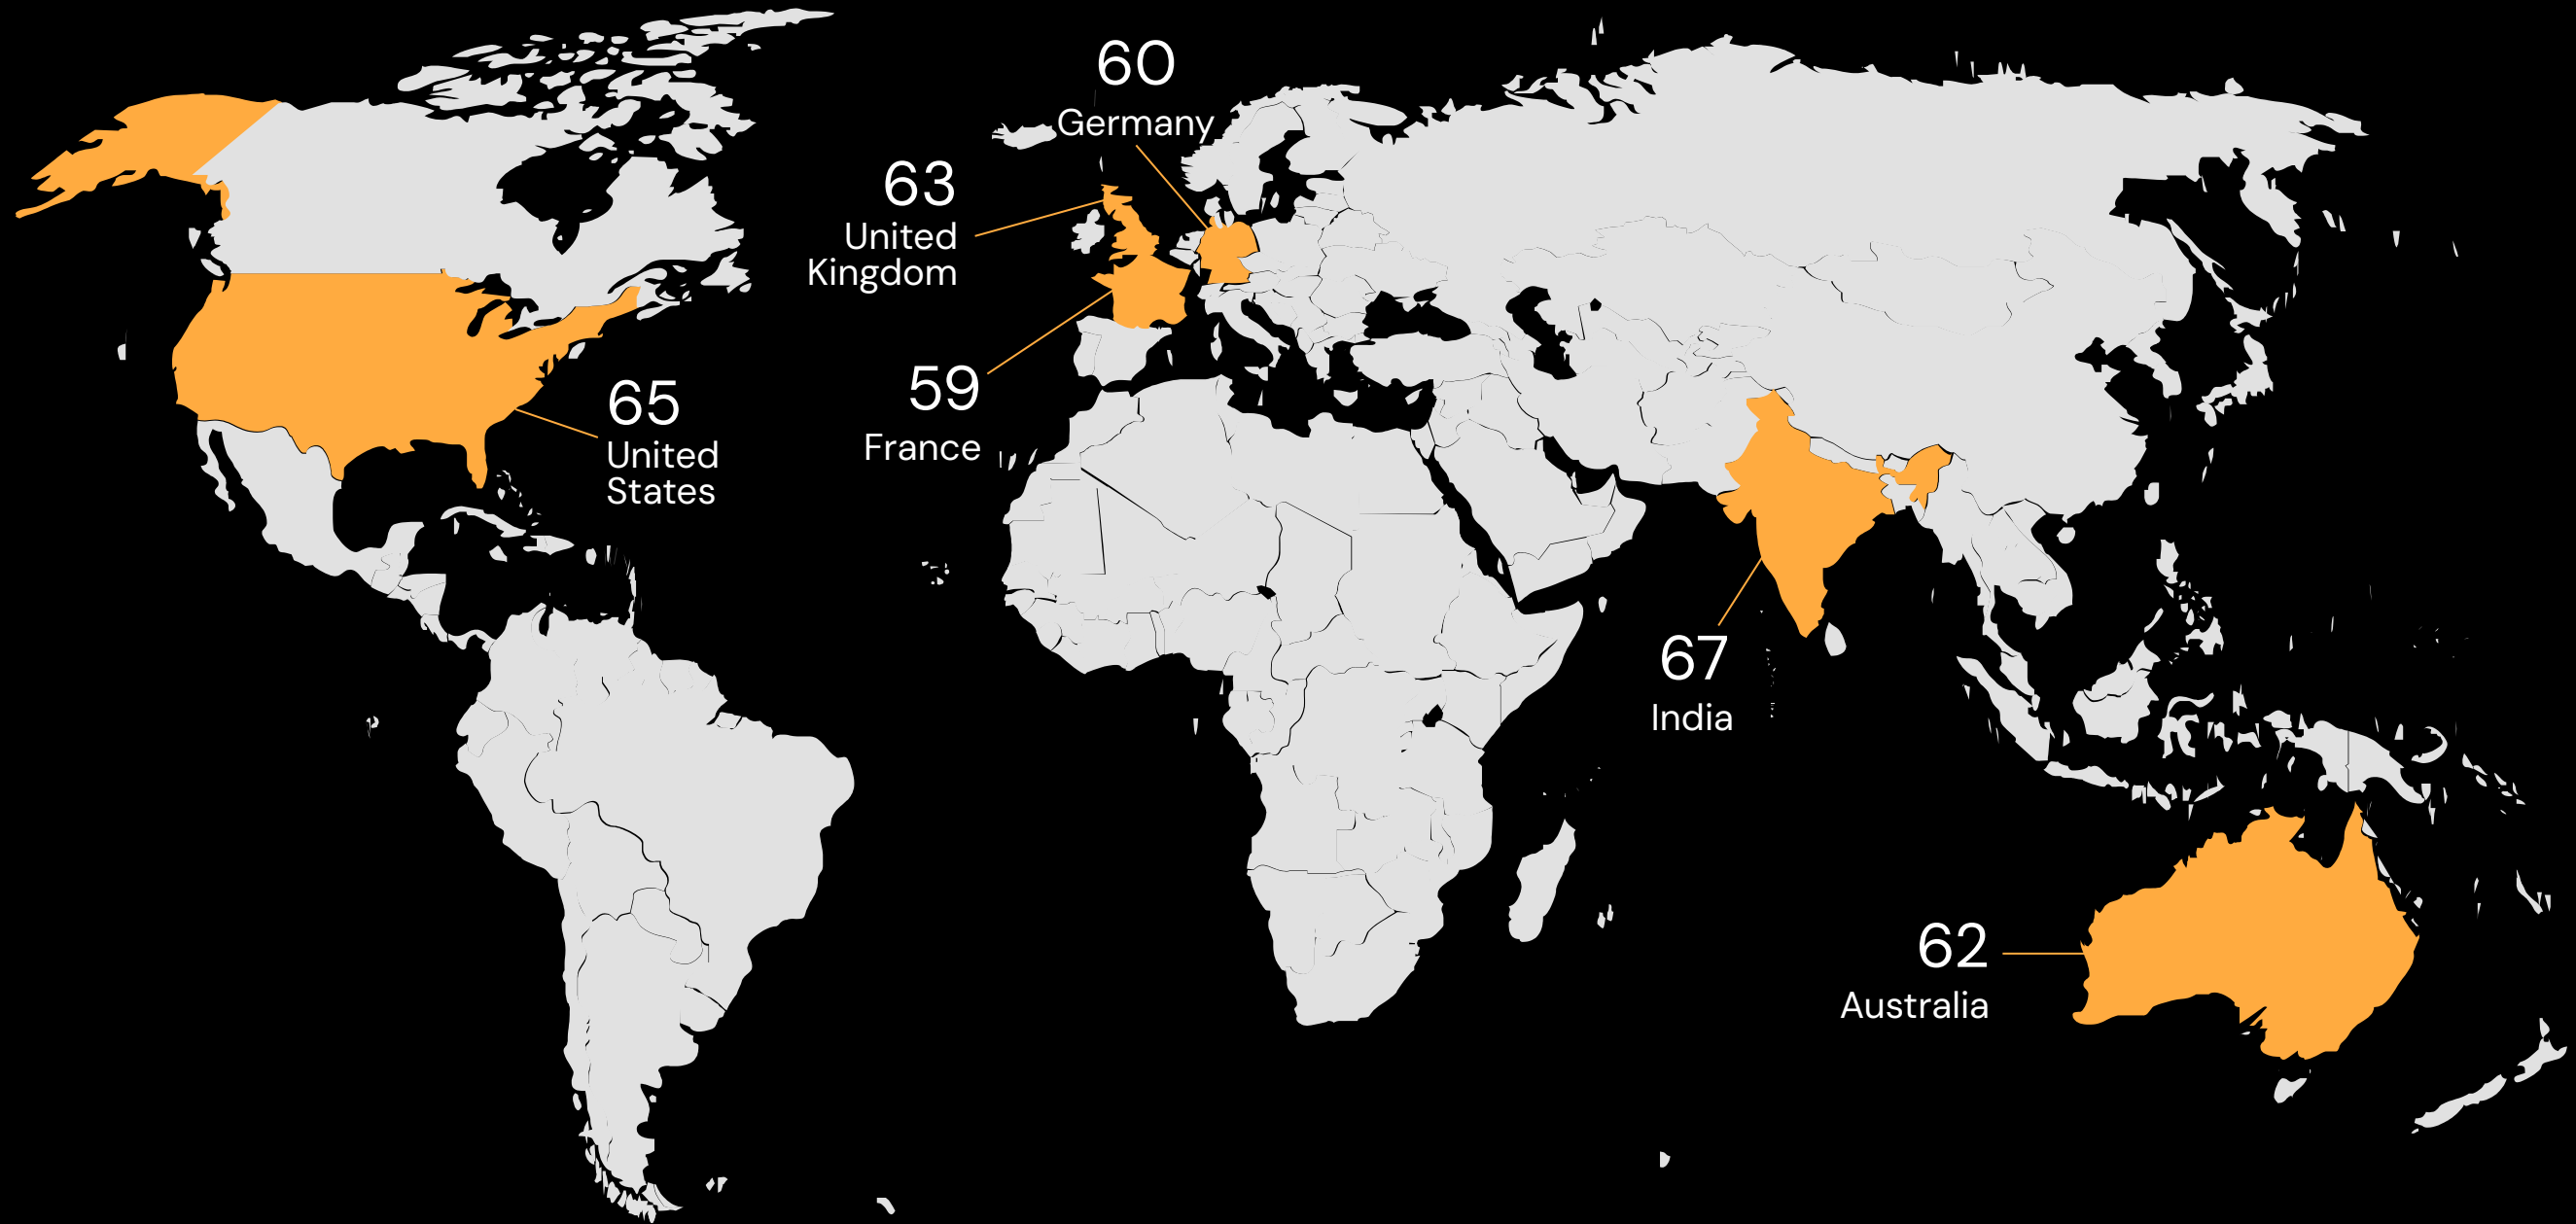 60
Germany
63
United
Kingdom
59
France
65
United
States
67
India
62
Australia